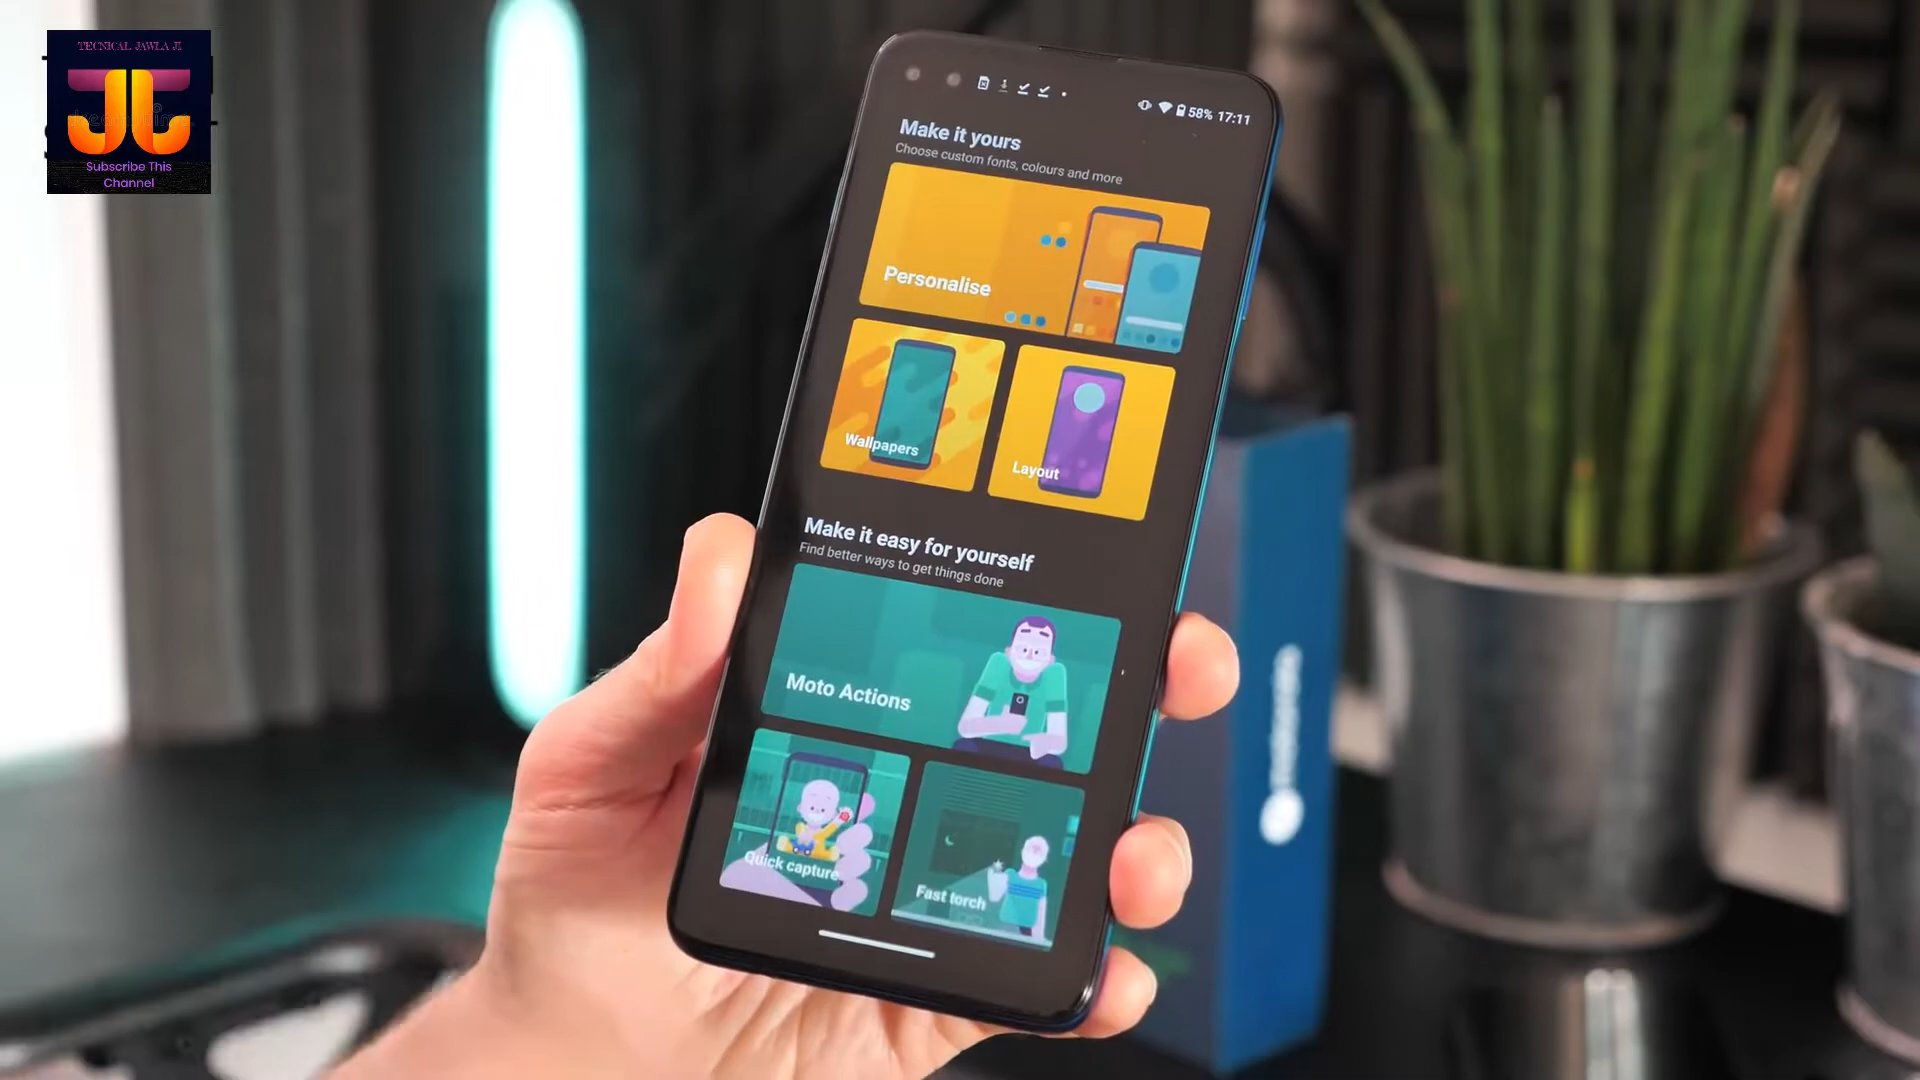 TECNICAL JAWLA JI
Subscribe This
Channel
58% 17:11
Make it yours
Choose custom fonts, colours and more
Personalise
Wallpapers
Layout
Make it easy for yourself
Find better ways to get things done
Moto Actions
Quick capture
Fast torch
motorola